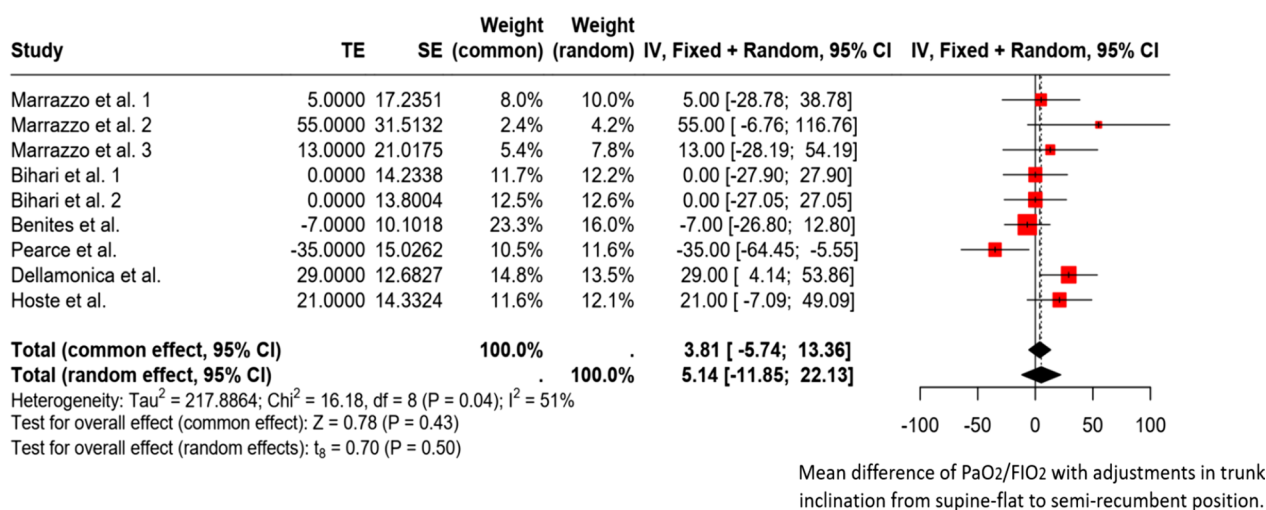 Weight Weight
Study TE SE (common) (random) IV, Fixed + Random, 95% CI IV, Fixed + Random, 95% CI
Marrazzo et al. 1 5.0000 17.2351 8.0% 10.0% 5.00 [-28.78; 38.78]
Marrazzo et al. 2 55.0000 31.5132 2.4% 4.2% 55.00 [ -6.76; 116.76]
Marrazzo et al. 3 13.0000 21.0175 5.4% 7.8% 13.00 [-28.19; 54.19]
Bihari et al. 1 0.0000 14.2338 11.7% 12.2% 0.00 [-27.90; 27.90]
Bihari et al. 2 0.0000 13.8004 12.5% 12.6% 0.00 [-27.05; 27.05]
Benites et al. -7.0000 10.1018 23.3% 16.0% -7.00 [-26.80; 12.80]
Pearce et al. -35.0000 15.0262 10.5% 11.6% -35.00 [-64.45; -5.55]
Dellamonica et al. 29.0000 12.6827 14.8% 13.5% 29.00 [ 4.14; 53.86]
Hoste et al. 21.0000 14.3324 11.6% 12.1% 21.00 [ -7.09; 49.09]
Total (common effect, 95% CI) 100.0% . 3.81 [ -5.74; 13.36]
Total (random effect, 95% CI) . 100.0% 5.14 [-11.85; 22.13]
Heterogeneity: Tau² = 217.8864; Chi² = 16.18, df = 8 (P = 0.04); I² = 51%
Test for overall effect (common effect): Z = 0.78 (P = 0.43)
Test for overall effect (random effects): t₈ = 0.70 (P = 0.50)
-100 -50 0 50 100
Mean difference of PaO2/FIO2 with adjustments in trunk
inclination from supine-flat to semi-recumbent position.